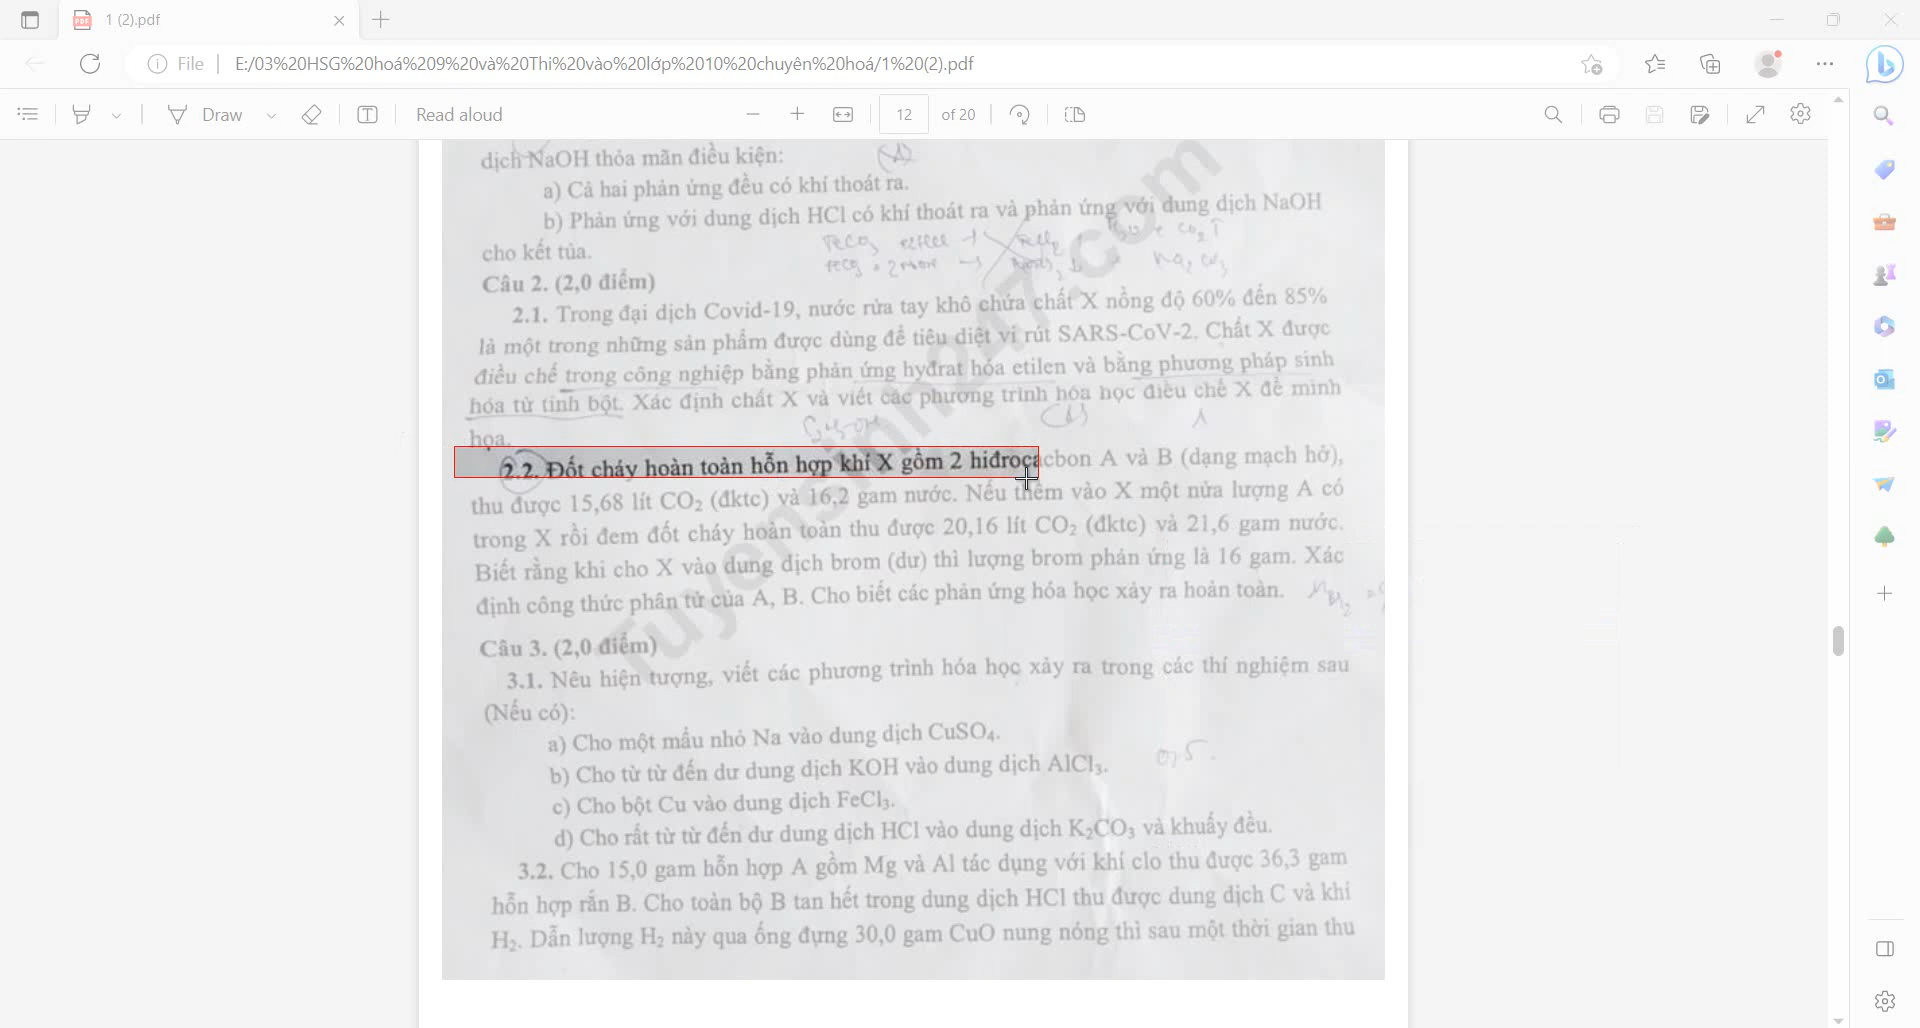 1 (2).pdf
File
E:/03%20HSG%20hoá%209%20và%20Thi%20vào%20lớp%2010%20chuyên%20hoá/1%20(2).pdf
Draw
Read aloud
12 of 20
dịch NaOH thỏa mãn điều kiện:
a) Cả hai phản ứng đều có khí thoát ra.
b) Phản ứng với dung dịch HCl có khí thoát ra và phản ứng với dung dịch NaOH
cho kết tủa.
Câu 2. (2,0 điểm)
2.1. Trong đại dịch Covid-19, nước rửa tay khô chứa chất X nồng độ 60% đến 85%
là một trong những sản phẩm được dùng để tiêu diệt vi rút SARS-CoV-2. Chất X được
điều chế trong công nghiệp bằng phản ứng hyđrat hóa etilen và bằng phương pháp sinh
hóa từ tinh bột. Xác định chất X và viết các phương trình hóa học điều chế X để minh
họa.
2.2. Đốt cháy hoàn toàn hỗn hợp khí X gồm 2 hiđrocacbon A và B (dạng mạch hở),
thu được 15,68 lít CO₂ (đktc) và 16,2 gam nước. Nếu thêm vào X một nửa lượng A có
trong X rồi đem đốt cháy hoàn toàn thu được 20,16 lít CO₂ (đktc) và 21,6 gam nước.
Biết rằng khi cho X vào dung dịch brom (dư) thì lượng brom phản ứng là 16 gam. Xác
định công thức phân tử của A, B. Cho biết các phản ứng hóa học xảy ra hoàn toàn.
Câu 3. (2,0 điểm)
3.1. Nêu hiện tượng, viết các phương trình hóa học xảy ra trong các thí nghiệm sau
(Nếu có):
a) Cho một mẩu nhỏ Na vào dung dịch CuSO₄.
b) Cho từ từ đến dư dung dịch KOH vào dung dịch AlCl₃.
0,5.
c) Cho bột Cu vào dung dịch FeCl₃.
d) Cho rất từ từ đến dư dung dịch HCl vào dung dịch K₂CO₃ và khuấy đều.
3.2. Cho 15,0 gam hỗn hợp A gồm Mg và Al tác dụng với khí clo thu được 36,3 gam
hỗn hợp rắn B. Cho toàn bộ B tan hết trong dung dịch HCl thu được dung dịch C và khí
H₂. Dẫn lượng H₂ này qua ống đựng 30,0 gam CuO nung nóng thì sau một thời gian thu
Tuyensinh247.com